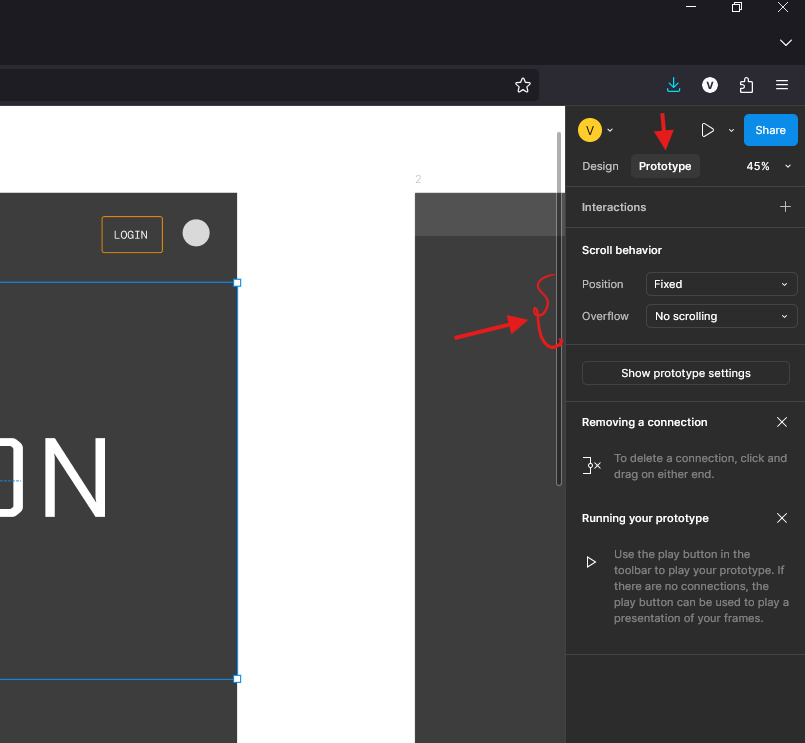 V
V
Share
Design
Prototype
45%
2
Interactions
LOGIN
Scroll behavior
Position
Fixed
Overflow
No scrolling
Show prototype settings
ON
Removing a connection
To delete a connection, click and
drag on either end.
Running your prototype
Use the play button in the
toolbar to play your prototype. If
there are no connections, the
play button can be used to play a
presentation of your frames.